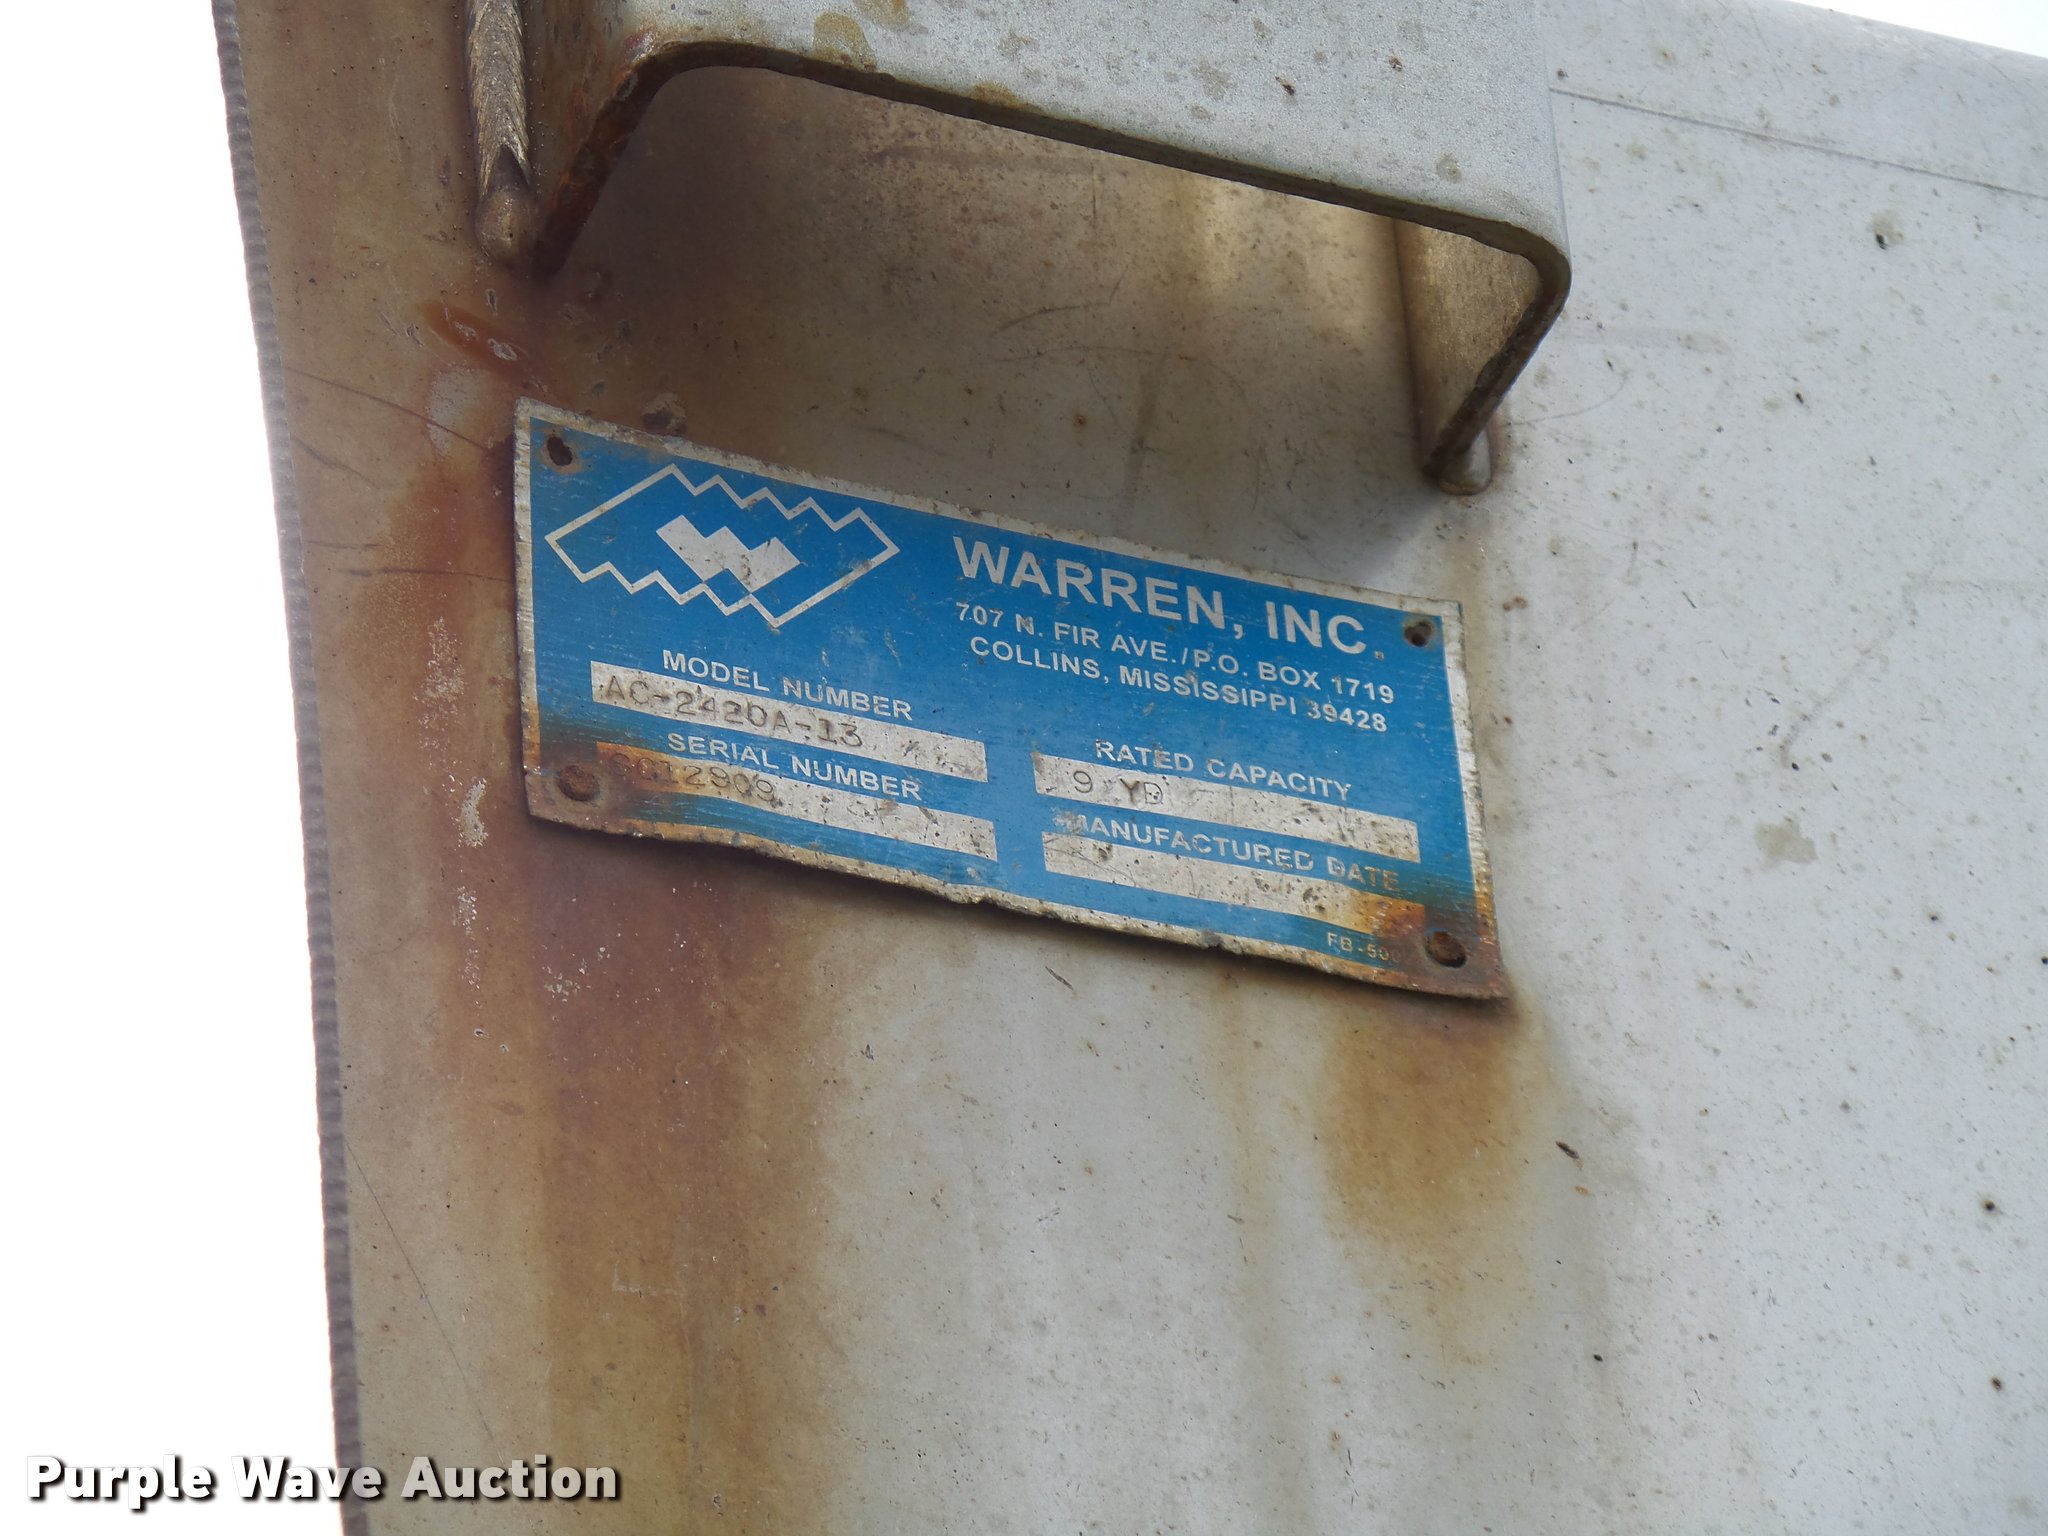 WARREN, INC.
707 N. FIR AVE./P.O. BOX 1719
COLLINS, MISSISSIPPI 39428
MODEL NUMBER
AC-2420A-13
SERIAL NUMBER
RATED CAPACITY
9 YD
MANUFACTURED DATE
Purple Wave Auction